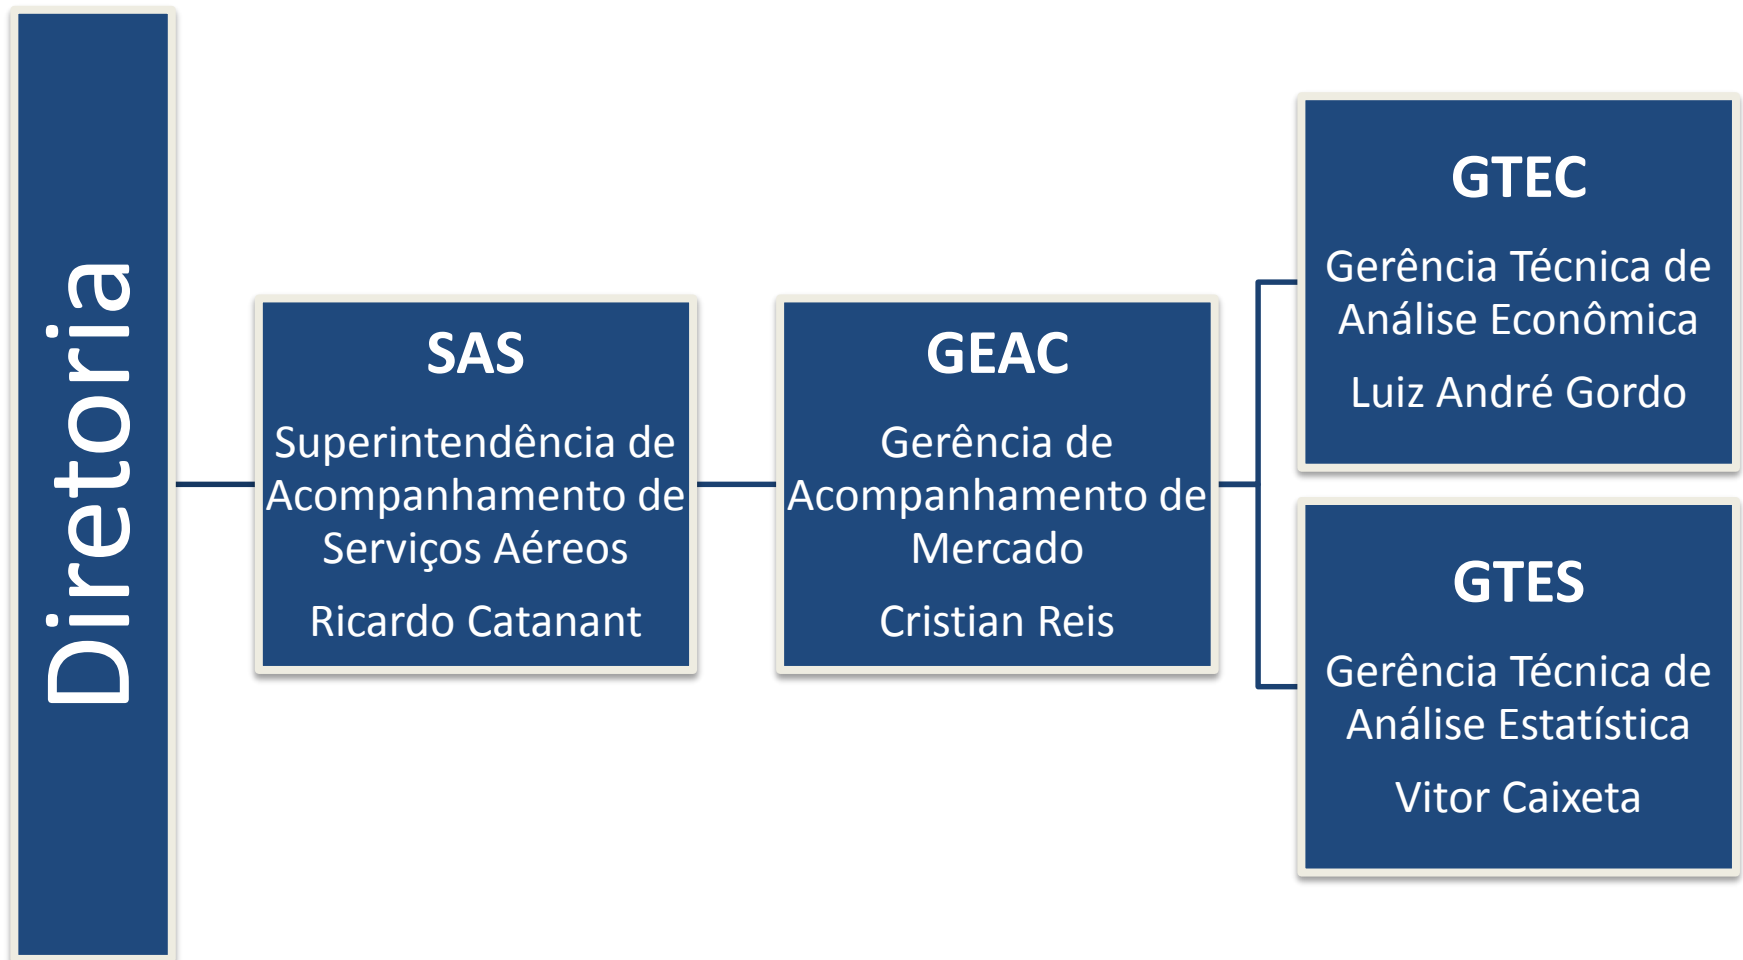 Diretoria
SAS
Superintendência de
Acompanhamento de
Serviços Aéreos
Ricardo Catanant
GEAC
Gerência de
Acompanhamento de
Mercado
Cristian Reis
GTEC
Gerência Técnica de
Análise Econômica
Luiz André Gordo
GTES
Gerência Técnica de
Análise Estatística
Vitor Caixeta